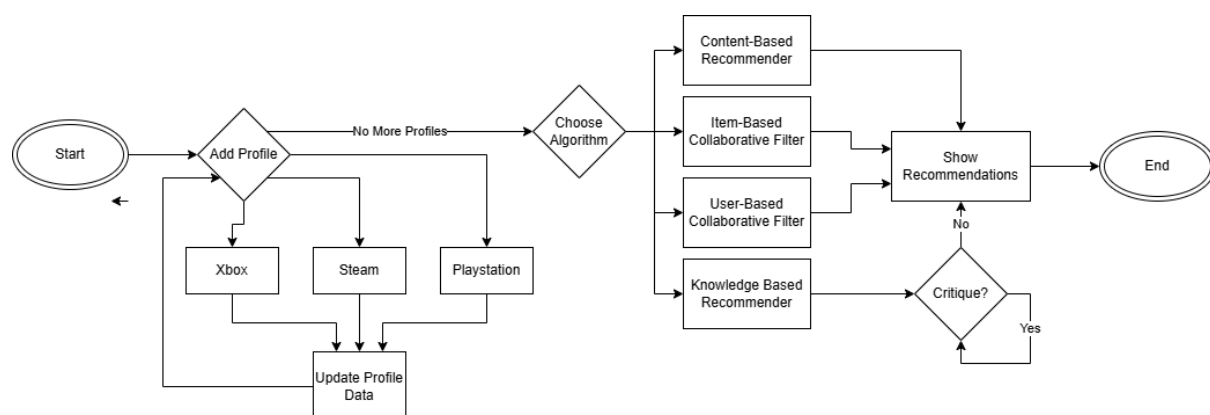 Start
Add Profile
No More Profiles
Choose
Algorithm
Content-Based
Recommender
Item-Based
Collaborative Filter
User-Based
Collaborative Filter
Knowledge Based
Recommender
Show
Recommendations
End
No
Critique?
Yes
Xbox
Steam
Playstation
Update Profile
Data